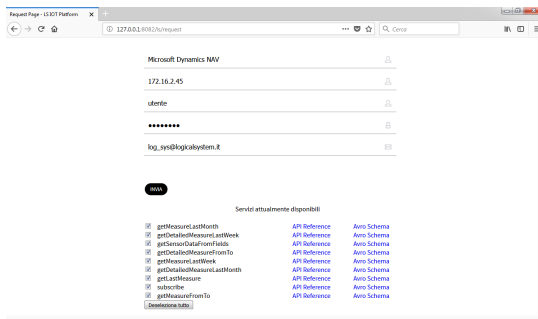 Request Page - LS IOT Platform
127.0.0.1:8082/ls/request
Cerca
Microsoft Dynamics NAV
172.16.2.45
utente
••••••••
log_sys@logicalsystem.it
INVIA
Servizi attualmente disponibili
getMeasureLastMonth API Reference Avro Schema
getDetailedMeasureLastWeek API Reference Avro Schema
getSensorDataFromFields API Reference Avro Schema
getDetailedMeasureFromTo API Reference Avro Schema
getMeasureLastWeek API Reference Avro Schema
getDetailedMeasureLastMonth API Reference Avro Schema
getLastMeasure API Reference Avro Schema
subscribe API Reference Avro Schema
getMeasureFromTo API Reference Avro Schema
Deseleziona tutto